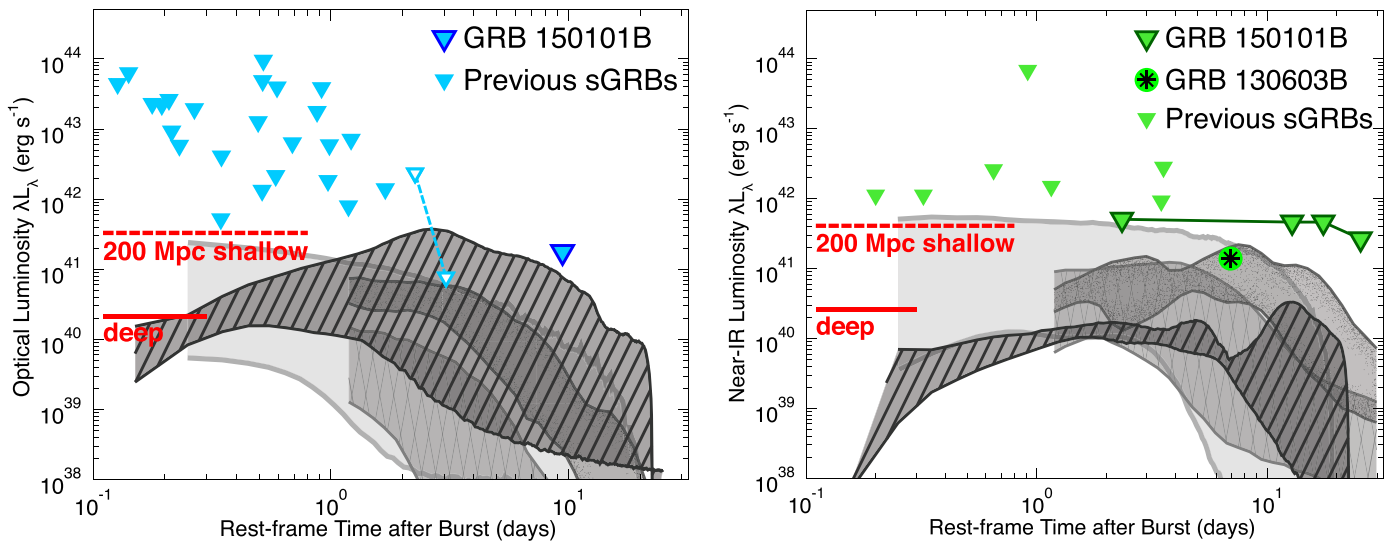 GRB 150101B
Previous sGRBs
200 Mpc shallow
deep
10⁴⁴
10⁴³
10⁴²
10⁴¹
10⁴⁰
10³⁹
10³⁸
Optical Luminosity λLλ (erg s⁻¹)
10⁻¹ 10⁰ 10¹
Rest-frame Time after Burst (days)
GRB 150101B
GRB 130603B
Previous sGRBs
200 Mpc shallow
deep
10⁴⁴
10⁴³
10⁴²
10⁴¹
10⁴⁰
10³⁹
10³⁸
Near-IR Luminosity λLλ (erg s⁻¹)
10⁻¹ 10⁰ 10¹
Rest-frame Time after Burst (days)